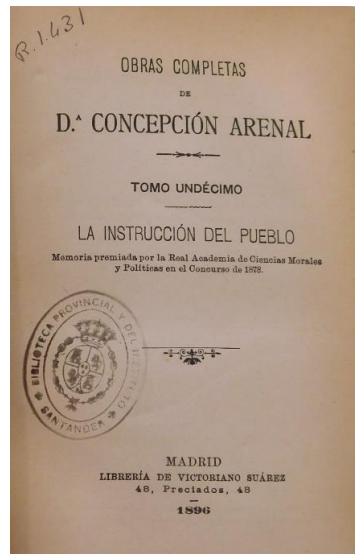 R.1.431
OBRAS COMPLETAS
DE
D.ª CONCEPCIÓN ARENAL
TOMO UNDÉCIMO
LA INSTRUCCIÓN DEL PUEBLO
Memoria premiada por la Real Academia de Ciencias Morales
y Políticas en el Concurso de 1878.
BIBLIOTECA PROVINCIAL Y DEL INSTITUTO
SANTANDER
MADRID
LIBRERÍA DE VICTORIANO SUÁREZ
48, Preciados, 48
1896